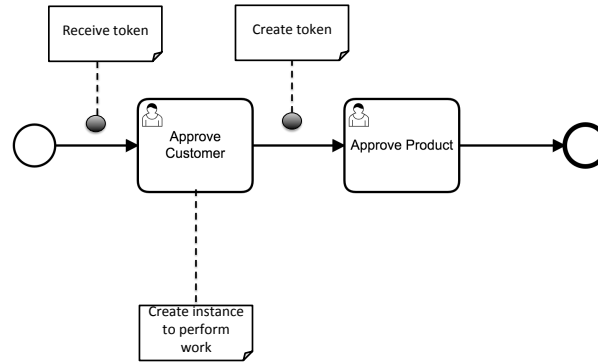 Receive token
Create token
Approve
Customer
Approve Product
Create instance
to perform
work